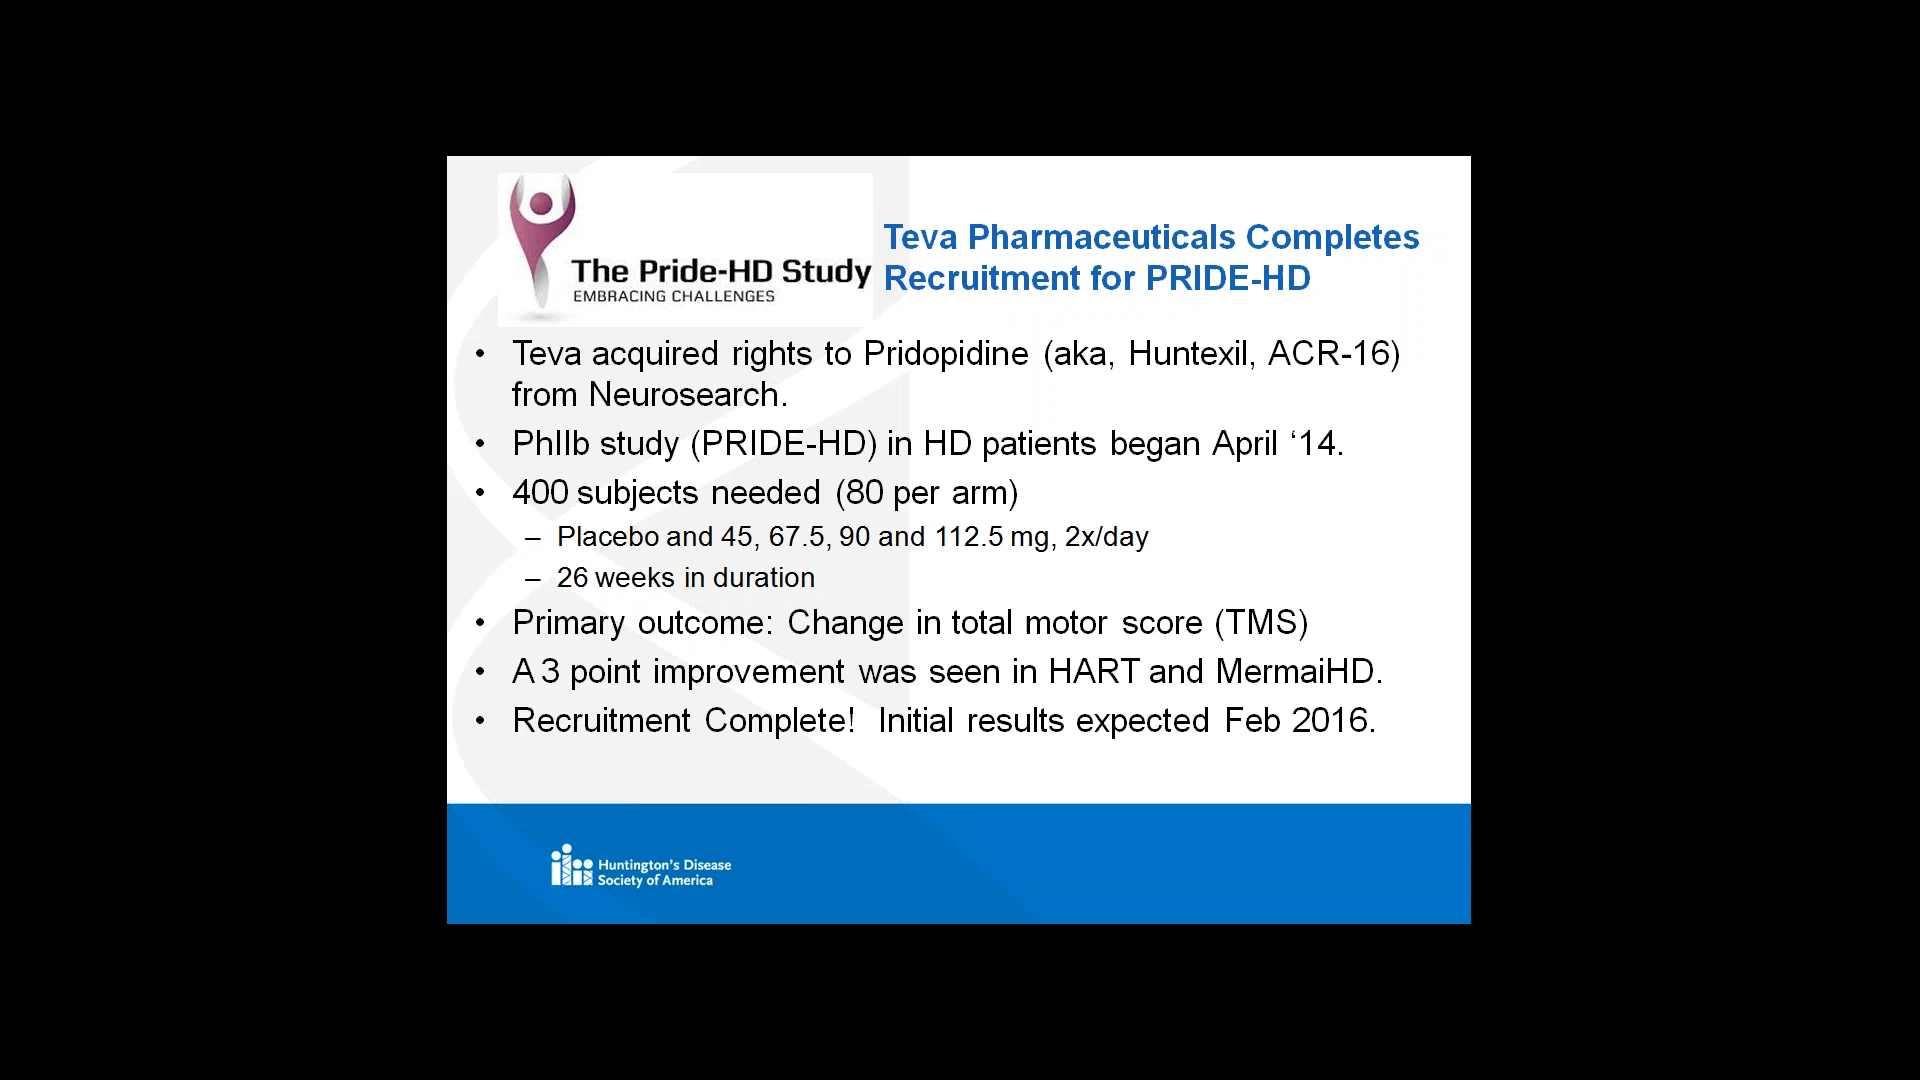 The Pride-HD Study
EMBRACING CHALLENGES
Teva Pharmaceuticals Completes
Recruitment for PRIDE-HD
• Teva acquired rights to Pridopidine (aka, Huntexil, ACR-16)
from Neurosearch.
• PhIIb study (PRIDE-HD) in HD patients began April ‘14.
• 400 subjects needed (80 per arm)
– Placebo and 45, 67.5, 90 and 112.5 mg, 2x/day
– 26 weeks in duration
• Primary outcome: Change in total motor score (TMS)
• A 3 point improvement was seen in HART and MermaiHD.
• Recruitment Complete! Initial results expected Feb 2016.
Huntington's Disease
Society of America